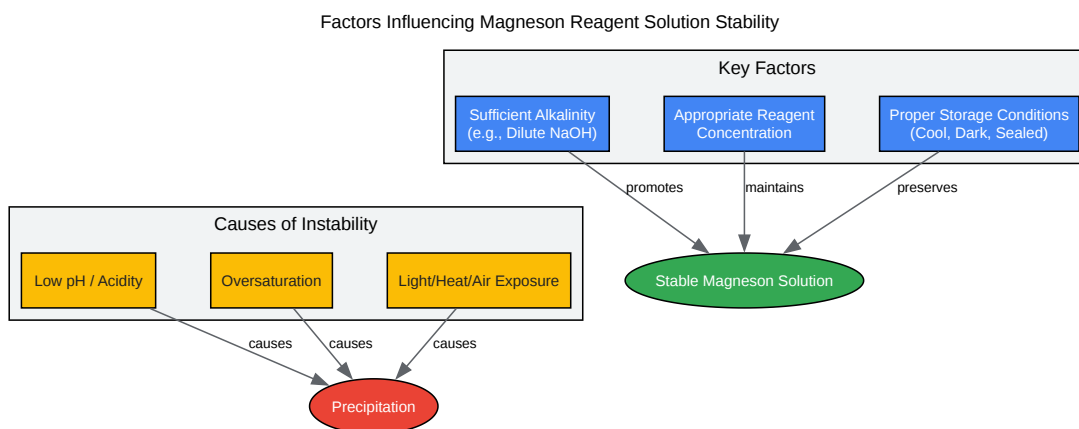 Factors Influencing Magneson Reagent Solution Stability
Key Factors
Sufficient Alkalinity
(e.g., Dilute NaOH)
Appropriate Reagent
Concentration
Proper Storage Conditions
(Cool, Dark, Sealed)
promotes
maintains
preserves
Causes of Instability
Low pH / Acidity
Oversaturation
Light/Heat/Air Exposure
Stable Magneson Solution
causes
causes
causes
Precipitation